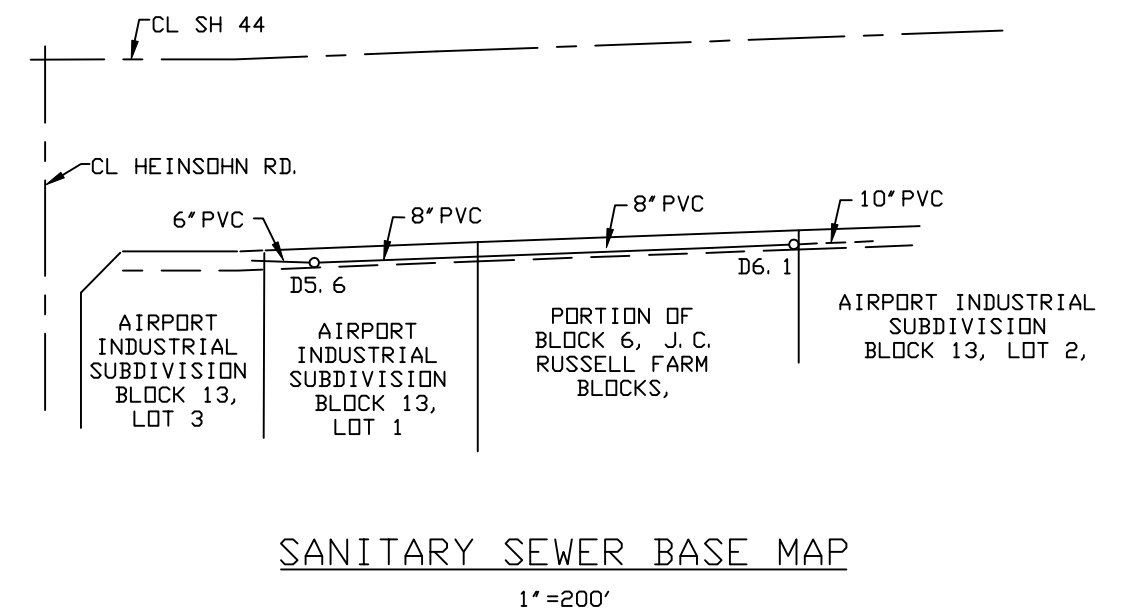 CL SH 44
CL HEINSOHN RD.
6" PVC
8" PVC
8" PVC
10" PVC
D5. 6
D6. 1
AIRPORT
INDUSTRIAL
SUBDIVISION
BLOCK 13,
LOT 3
AIRPORT
INDUSTRIAL
SUBDIVISION
BLOCK 13,
LOT 1
PORTION OF
BLOCK 6, J.C.
RUSSELL FARM
BLOCKS,
AIRPORT INDUSTRIAL
SUBDIVISION
BLOCK 13, LOT 2,
SANITARY SEWER BASE MAP
1"=200'